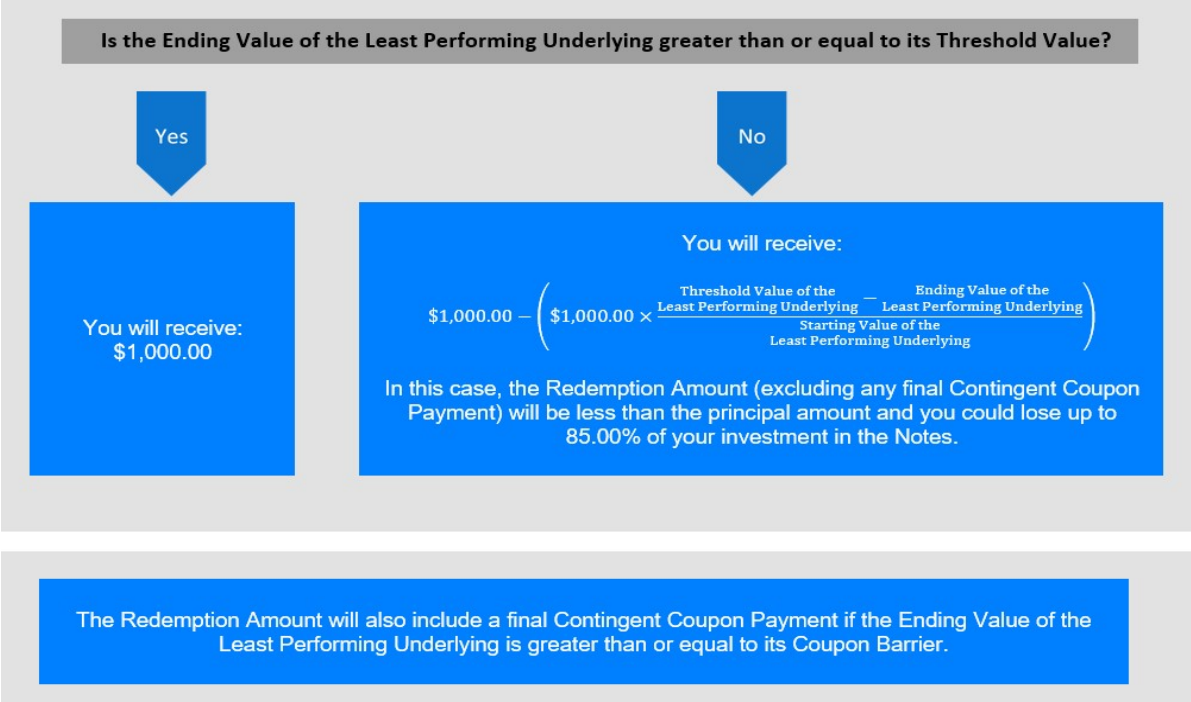 Is the Ending Value of the Least Performing Underlying greater than or equal to its Threshold Value?
Yes
No
You will receive:
$1,000.00
You will receive:
$1,000.00 − ($1,000.00 × (Threshold Value of the Least Performing Underlying − Ending Value of the Least Performing Underlying) / Starting Value of the Least Performing Underlying)
In this case, the Redemption Amount (excluding any final Contingent Coupon
Payment) will be less than the principal amount and you could lose up to
85.00% of your investment in the Notes.
The Redemption Amount will also include a final Contingent Coupon Payment if the Ending Value of the
Least Performing Underlying is greater than or equal to its Coupon Barrier.